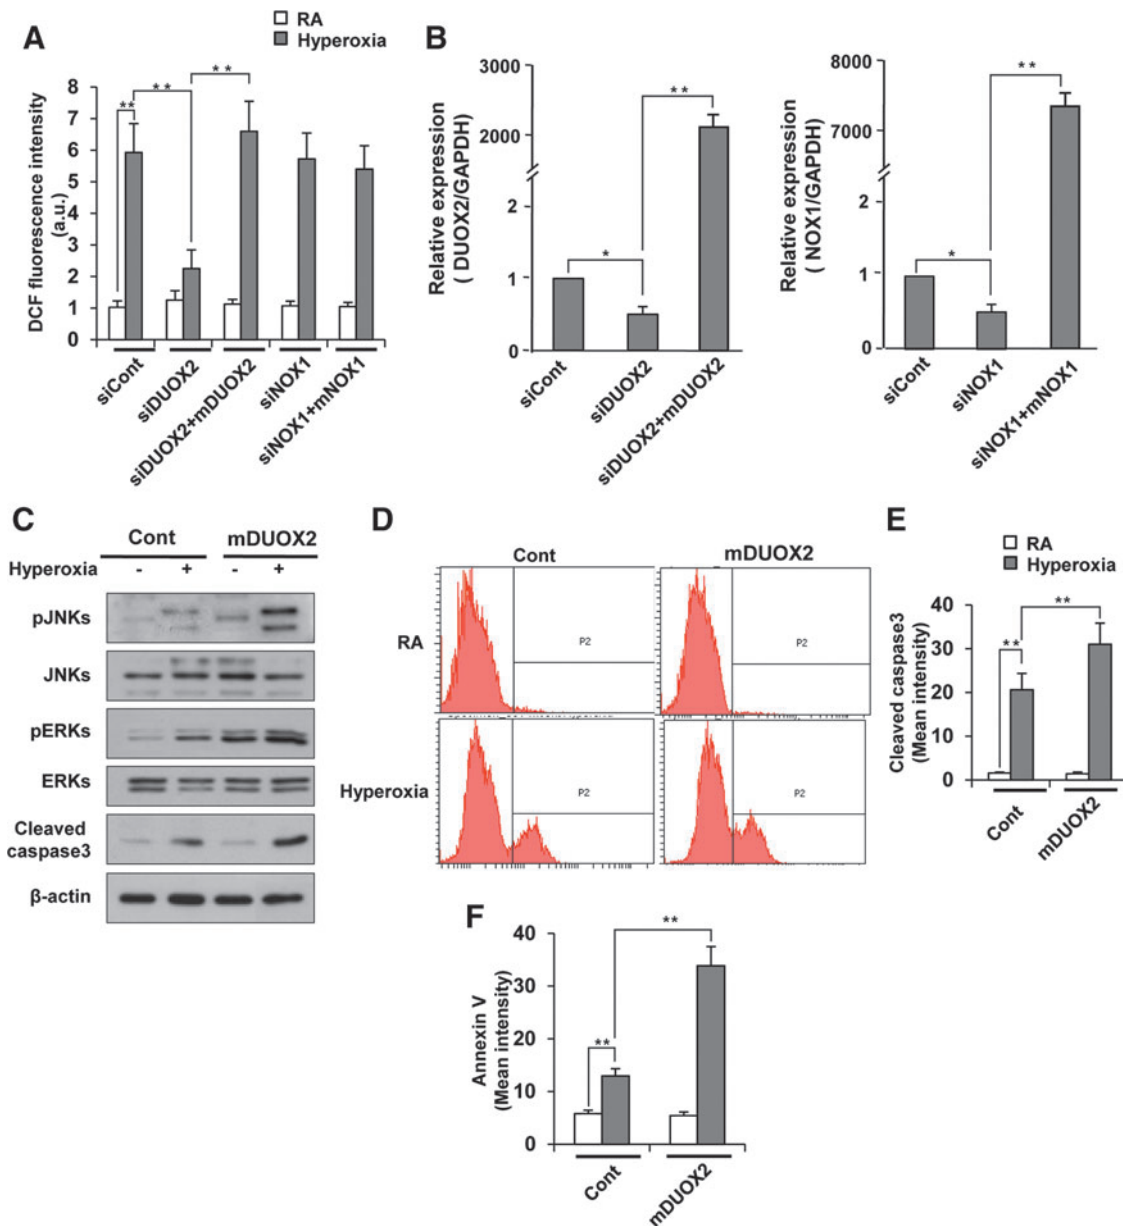 A
RA
Hyperoxia
DCF fluorescence intensity
(a.u.)
8
7
6
5
4
3
2
1
0
**
**
**
siCont
siDUOX2
siDUOX2+mDUOX2
siNOX1
siNOX1+mNOX1
B
Relative expression
( DUOX2/GAPDH)
3000
2000
2
1
0
*
**
siCont
siDUOX2
siDUOX2+mDUOX2
Relative expression
( NOX1/GAPDH)
8000
7000
2
1
0
*
**
siCont
siNOX1
siNOX1+mNOX1
C
Cont mDUOX2
Hyperoxia - + - +
pJNKs
JNKs
pERKs
ERKs
Cleaved
caspase3
β-actin
D
Cont mDUOX2
RA
P2 P2
Hyperoxia
P2 P2
E
RA
Hyperoxia
Cleaved caspase3
(Mean intensity)
40
30
20
10
0
**
**
Cont
mDUOX2
F
Annexin V
(Mean intensity)
40
30
20
10
0
**
**
Cont
mDUOX2